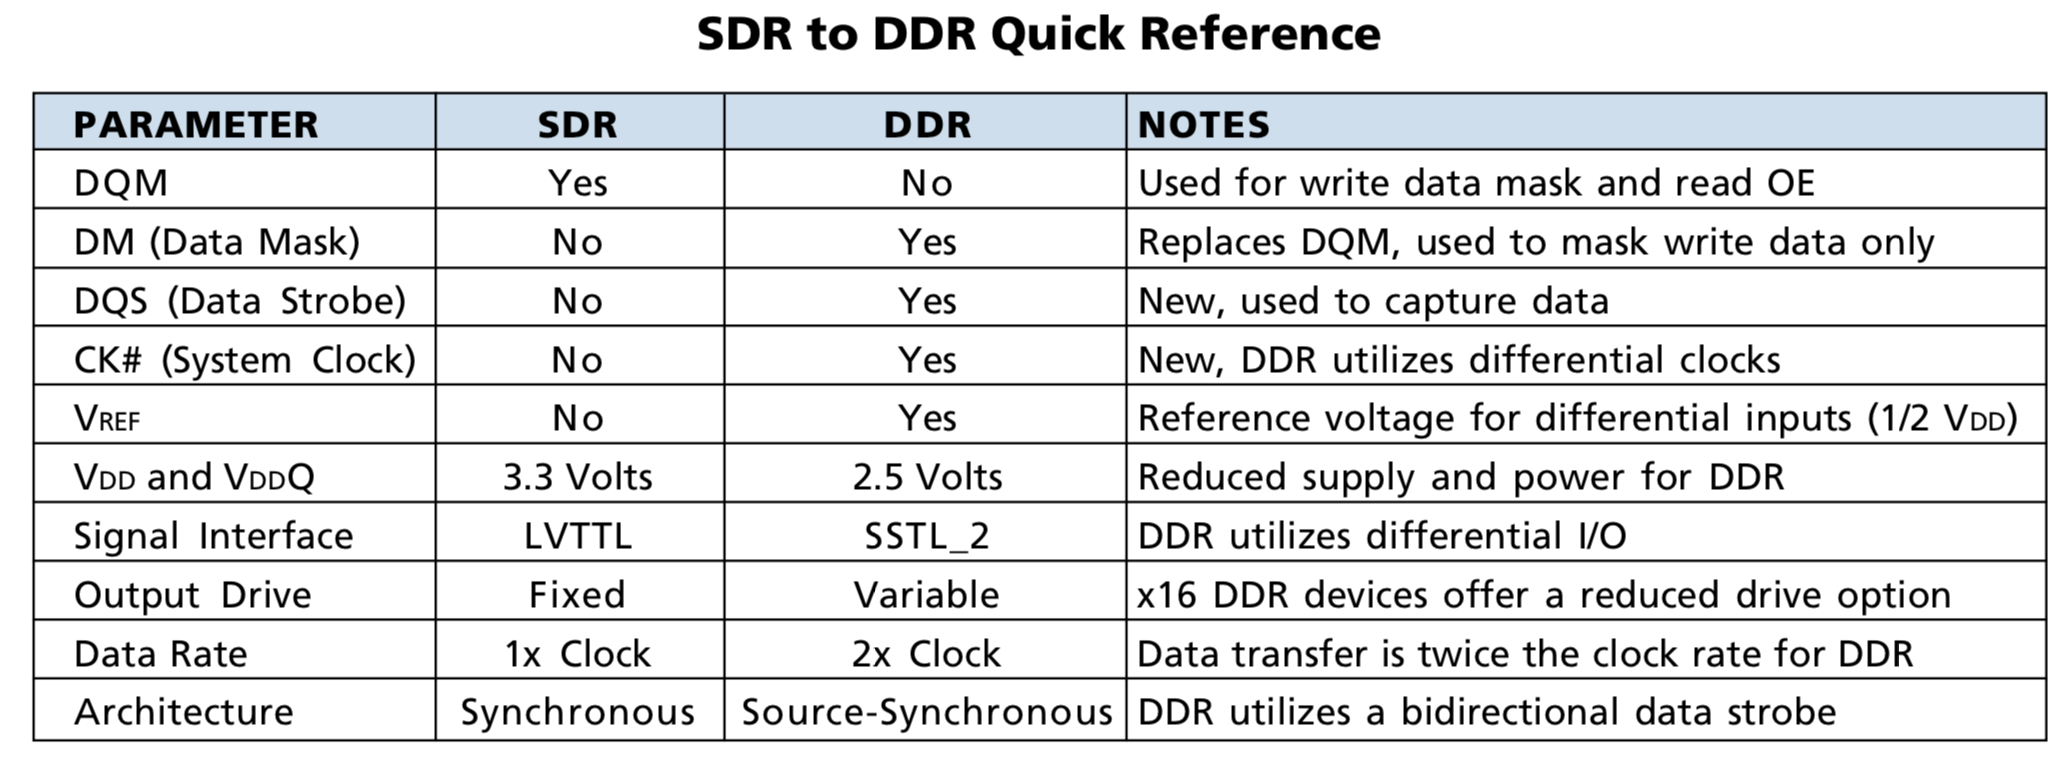 SDR to DDR Quick Reference
PARAMETER SDR DDR NOTES
DQM Yes No Used for write data mask and read OE
DM (Data Mask) No Yes Replaces DQM, used to mask write data only
DQS (Data Strobe) No Yes New, used to capture data
CK# (System Clock) No Yes New, DDR utilizes differential clocks
VREF No Yes Reference voltage for differential inputs (1/2 VDD)
VDD and VDDQ 3.3 Volts 2.5 Volts Reduced supply and power for DDR
Signal Interface LVTTL SSTL_2 DDR utilizes differential I/O
Output Drive Fixed Variable x16 DDR devices offer a reduced drive option
Data Rate 1x Clock 2x Clock Data transfer is twice the clock rate for DDR
Architecture Synchronous Source-Synchronous DDR utilizes a bidirectional data strobe